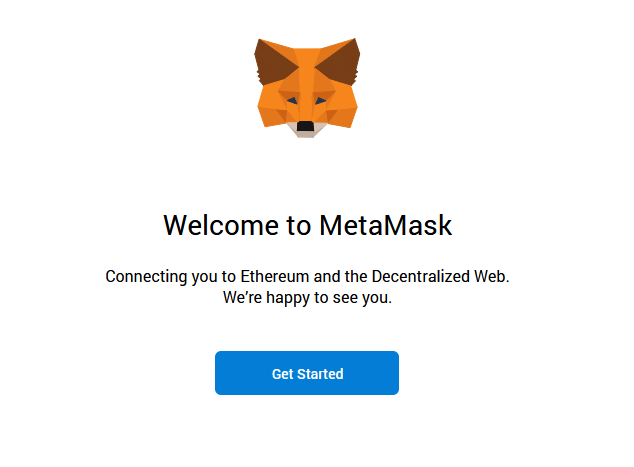 Welcome to MetaMask
Connecting you to Ethereum and the Decentralized Web.
We’re happy to see you.
Get Started